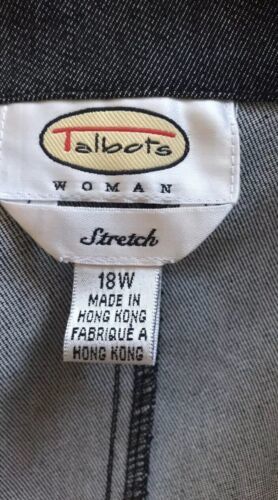 Talbots
WOMAN
Stretch
18W
MADE IN
HONG KONG
FABRIQUÉ À
HONG KONG